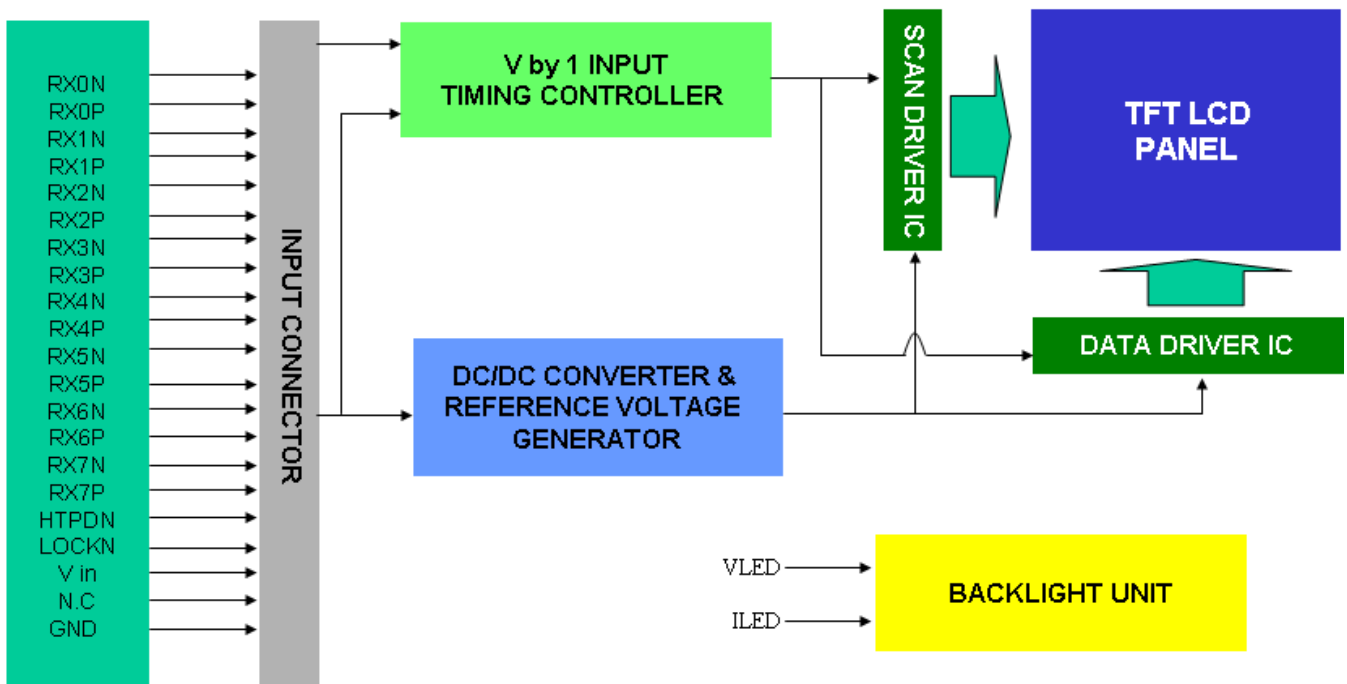 RX0N
RX0P
RX1N
RX1P
RX2N
RX2P
RX3N
RX3P
RX4N
RX4P
RX5N
RX5P
RX6N
RX6P
RX7N
RX7P
HTPDN
LOCKN
V in
N.C
GND
INPUT CONNECTOR
V by 1 INPUT
TIMING CONTROLLER
SCAN DRIVER IC
TFT LCD
PANEL
DATA DRIVER IC
DC/DC CONVERTER &
REFERENCE VOLTAGE
GENERATOR
VLED
ILED
BACKLIGHT UNIT